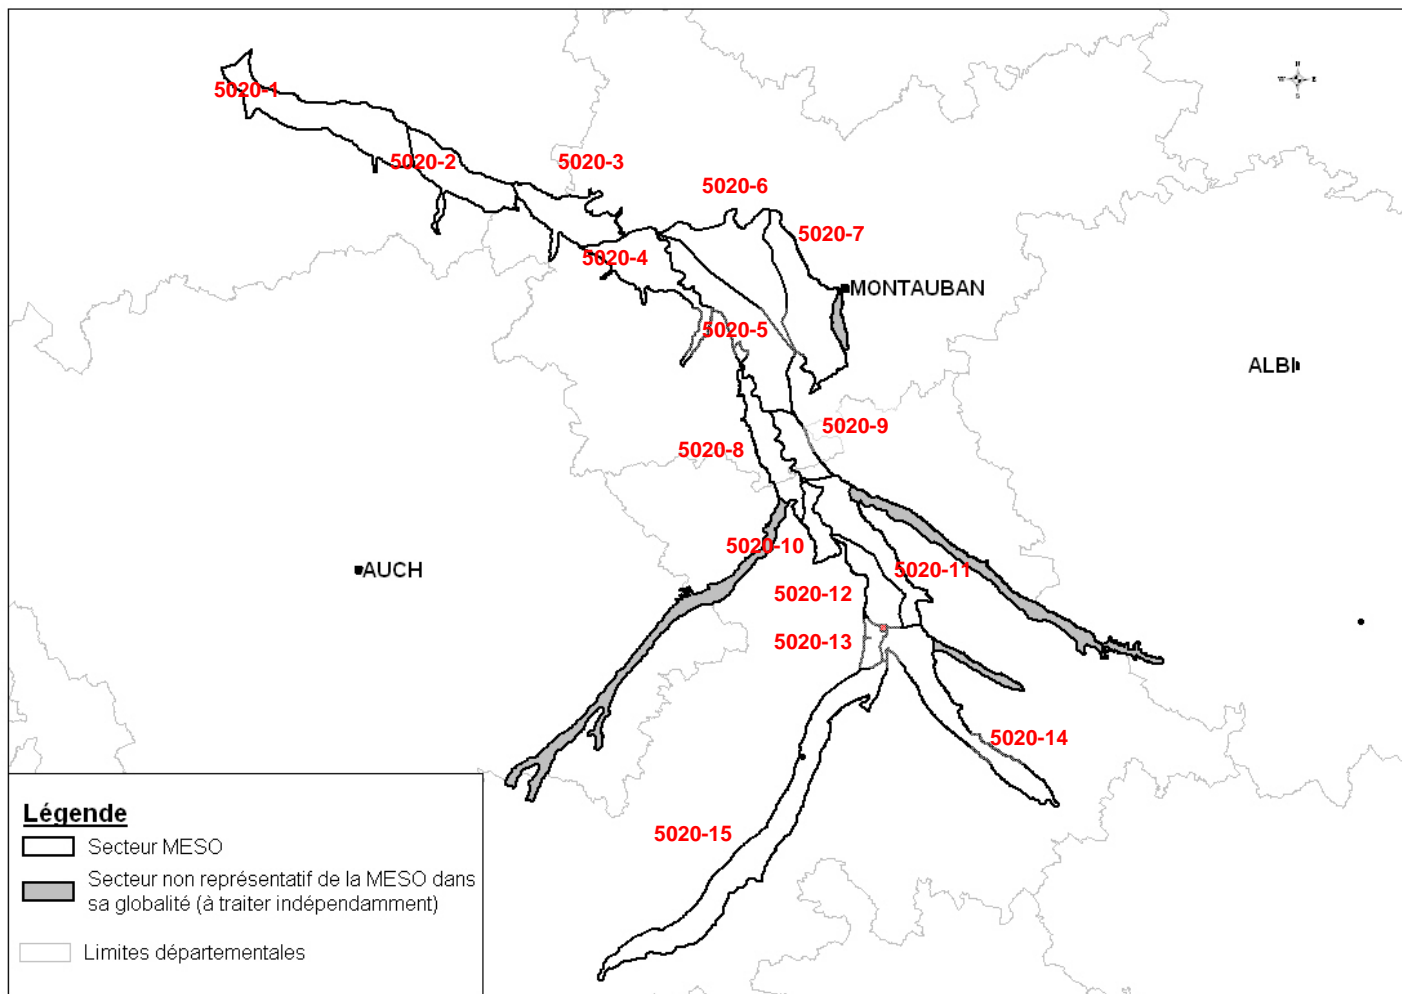 N
W E
S
5020-1
5020-2
5020-3
5020-6
5020-7
5020-4
MONTAUBAN
5020-5
ALBI
5020-9
5020-8
5020-10
AUCH
5020-11
5020-12
5020-13
5020-14
5020-15
Légende
Secteur MESO
Secteur non représentatif de la MESO dans
sa globalité (à traiter indépendamment)
Limites départementales